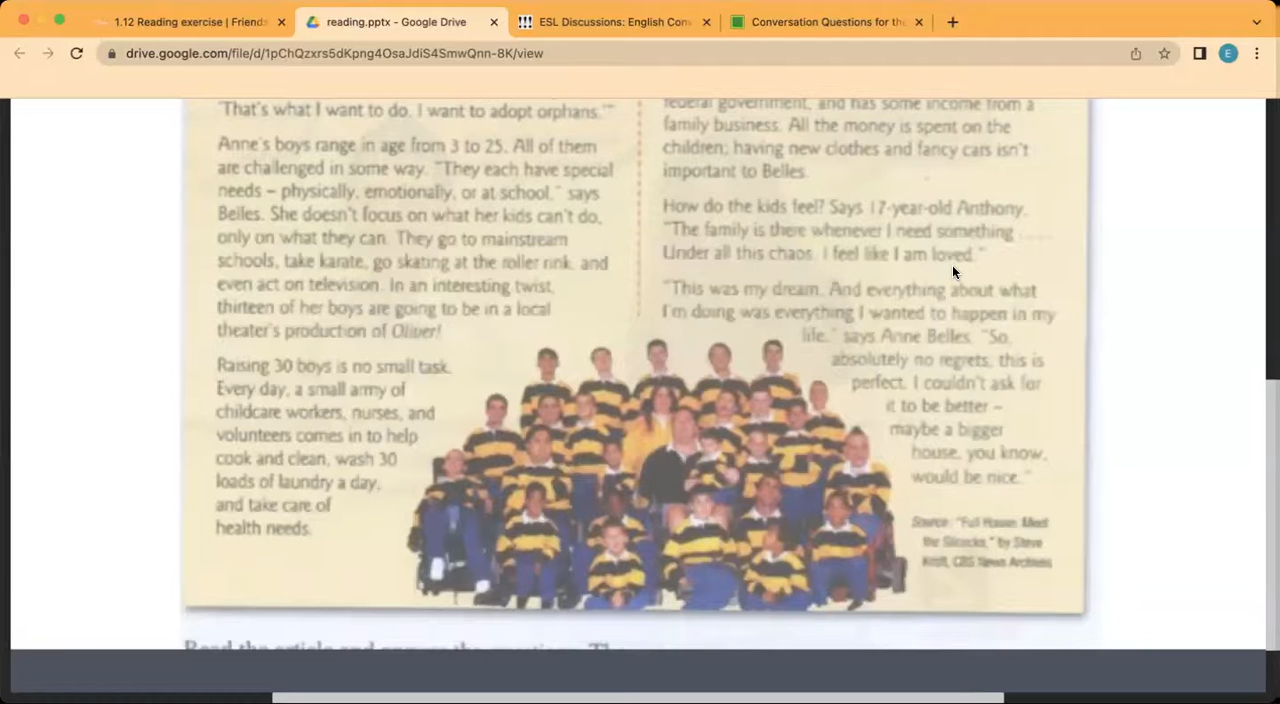 1.12 Reading exercise | Friends
reading.pptx - Google Drive
ESL Discussions: English Con
Conversation Questions for th
drive.google.com/file/d/1pChQzxrs5dKpng4OsaJdiS4SmwQnn-8K/view
E
"That's what I want to do. I want to adopt orphans.'"
Anne's boys range in age from 3 to 25. All of them
are challenged in some way. "They each have special
needs – physically, emotionally, or at school," says
Belles. She doesn't focus on what her kids can't do,
only on what they can. They go to mainstream
schools, take karate, go skating at the roller rink, and
even act on television. In an interesting twist,
thirteen of her boys are going to be in a local
theater's production of Oliver!
Raising 30 boys is no small task.
Every day, a small army of
childcare workers, nurses, and
volunteers comes in to help
cook and clean, wash 30
loads of laundry a day,
and take care of
health needs.
federal government, and has some income from a
family business. All the money is spent on the
children; having new clothes and fancy cars isn't
important to Belles.
How do the kids feel? Says 17-year-old Anthony,
"The family is there whenever I need something ....
Under all this chaos, I feel like I am loved."
"This was my dream. And everything about what
I'm doing was everything I wanted to happen in my
life," says Anne Belles. "So,
absolutely no regrets, this is
perfect. I couldn't ask for
it to be better –
maybe a bigger
house, you know,
would be nice."
Source: "Full House: Meet
the Silcocks," by Steve
Kroft, CBS News Archives
Read the article and answer the questions. Th